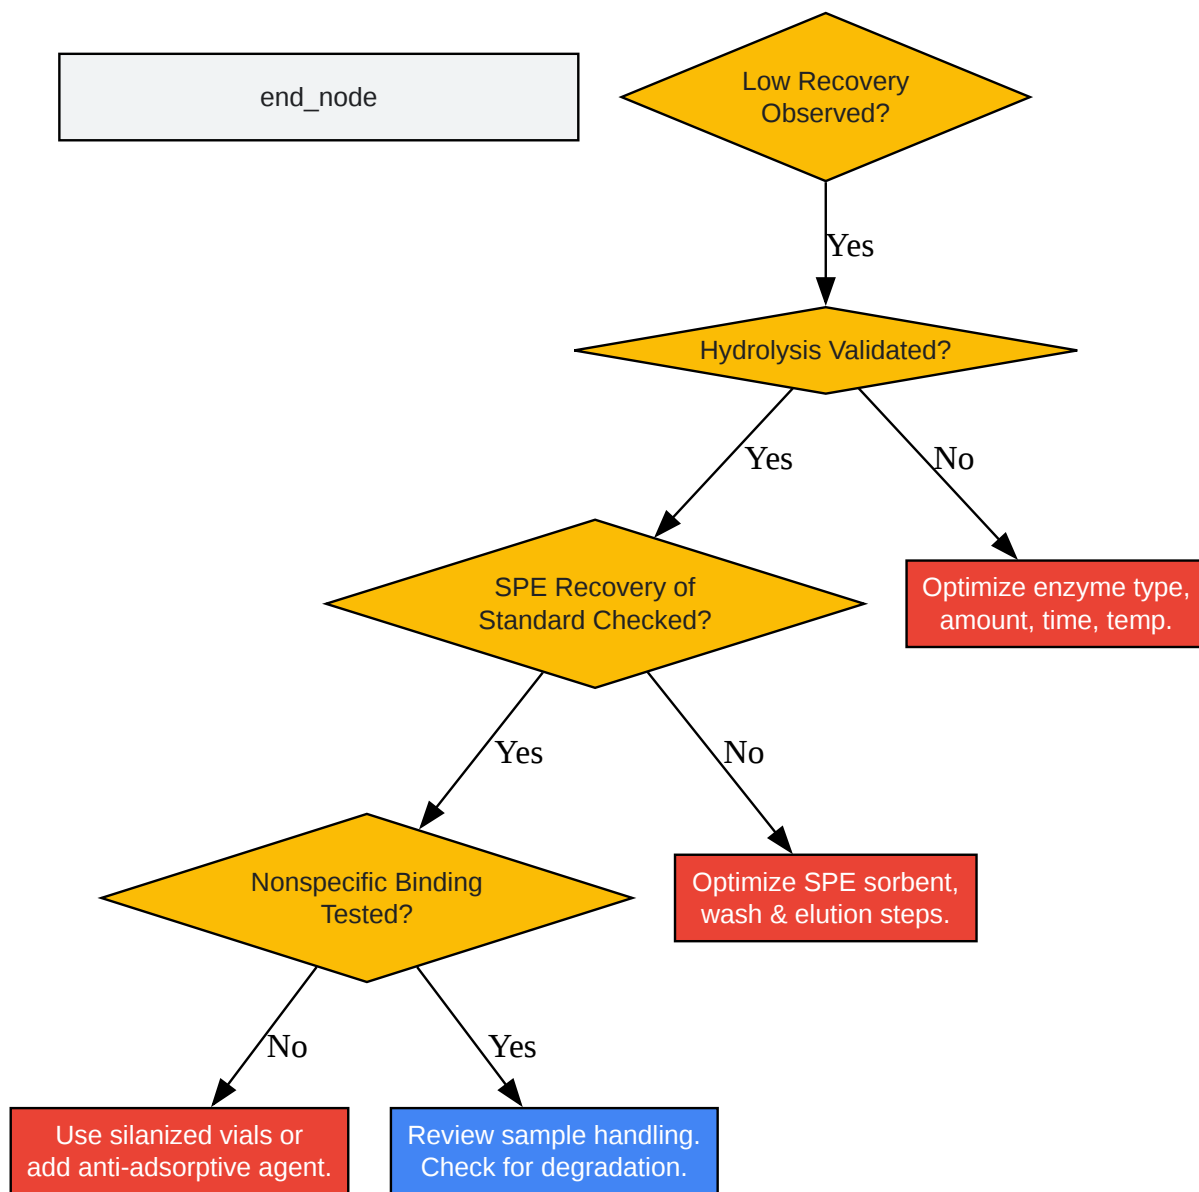 end_node
Low Recovery
Observed?
Yes
Hydrolysis Validated?
Yes
No
SPE Recovery of
Standard Checked?
Optimize enzyme type,
amount, time, temp.
Yes
No
Nonspecific Binding
Tested?
Optimize SPE sorbent,
wash & elution steps.
No
Yes
Use silanized vials or
add anti-adsorptive agent.
Review sample handling.
Check for degradation.